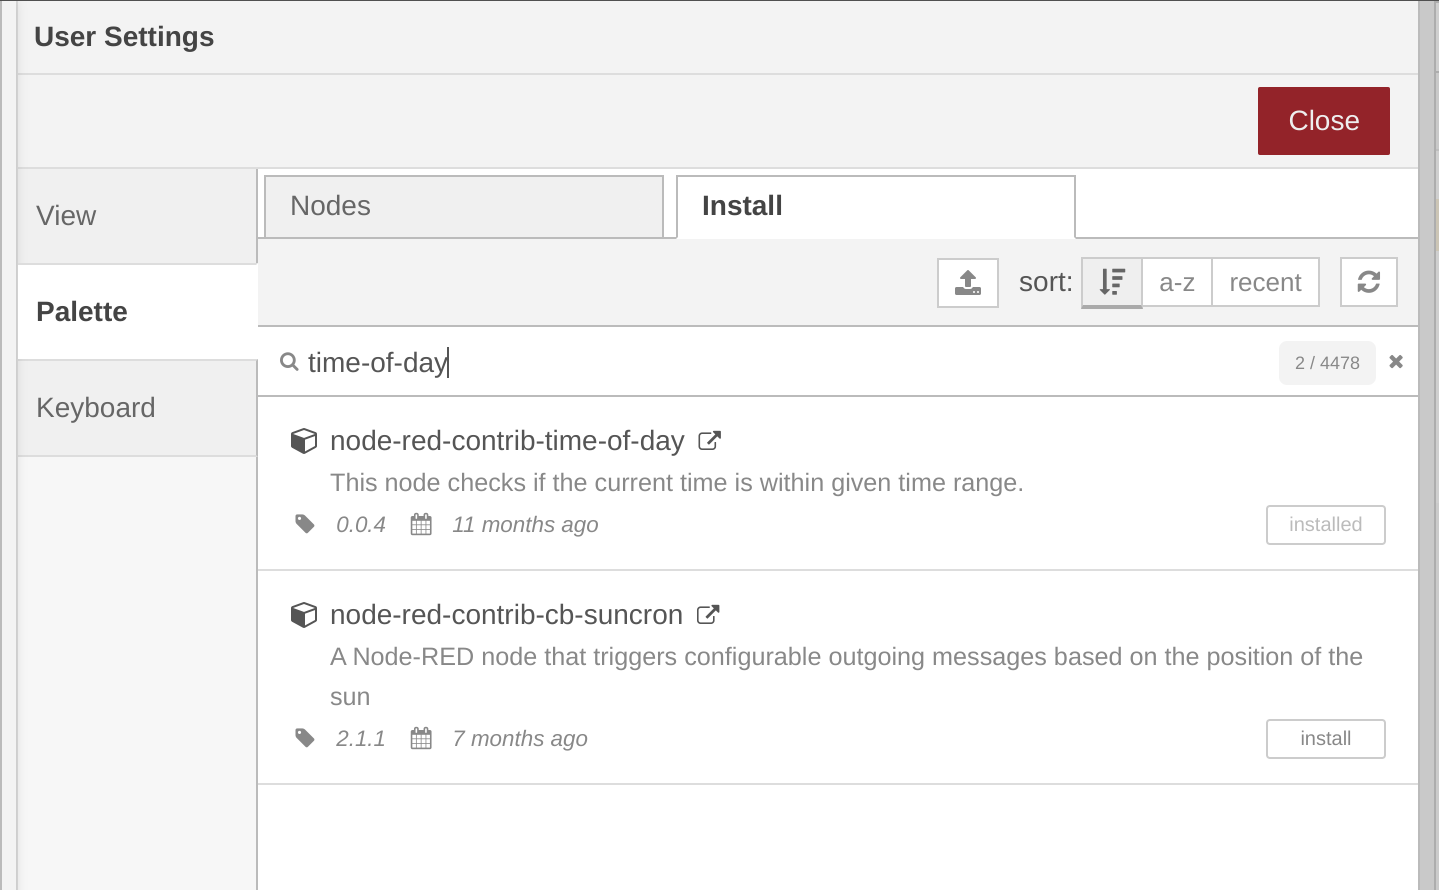 User Settings
Close
View
Palette
Keyboard
Nodes
Install
sort: a-z recent
time-of-day 2 / 4478
node-red-contrib-time-of-day
This node checks if the current time is within given time range.
0.0.4 11 months ago installed
node-red-contrib-cb-suncron
A Node-RED node that triggers configurable outgoing messages based on the position of the
sun
2.1.1 7 months ago install